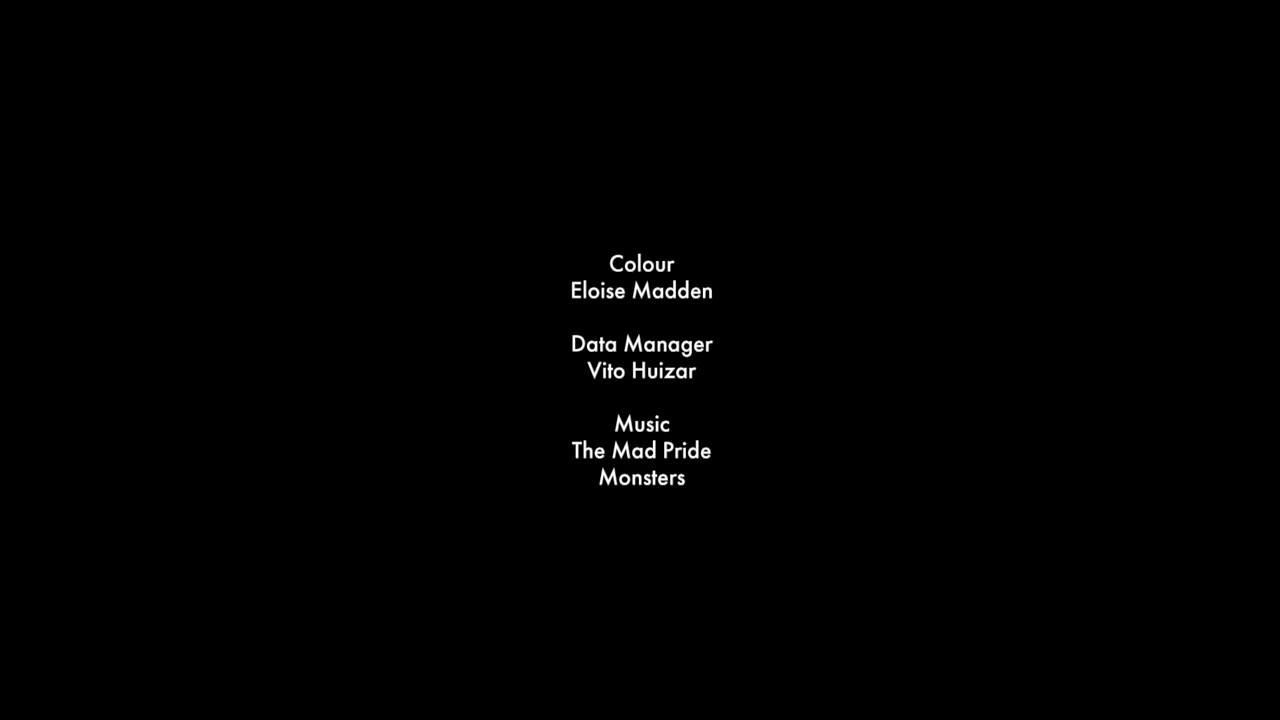 Colour
Eloise Madden
Data Manager
Vito Huizar
Music
The Mad Pride
Monsters